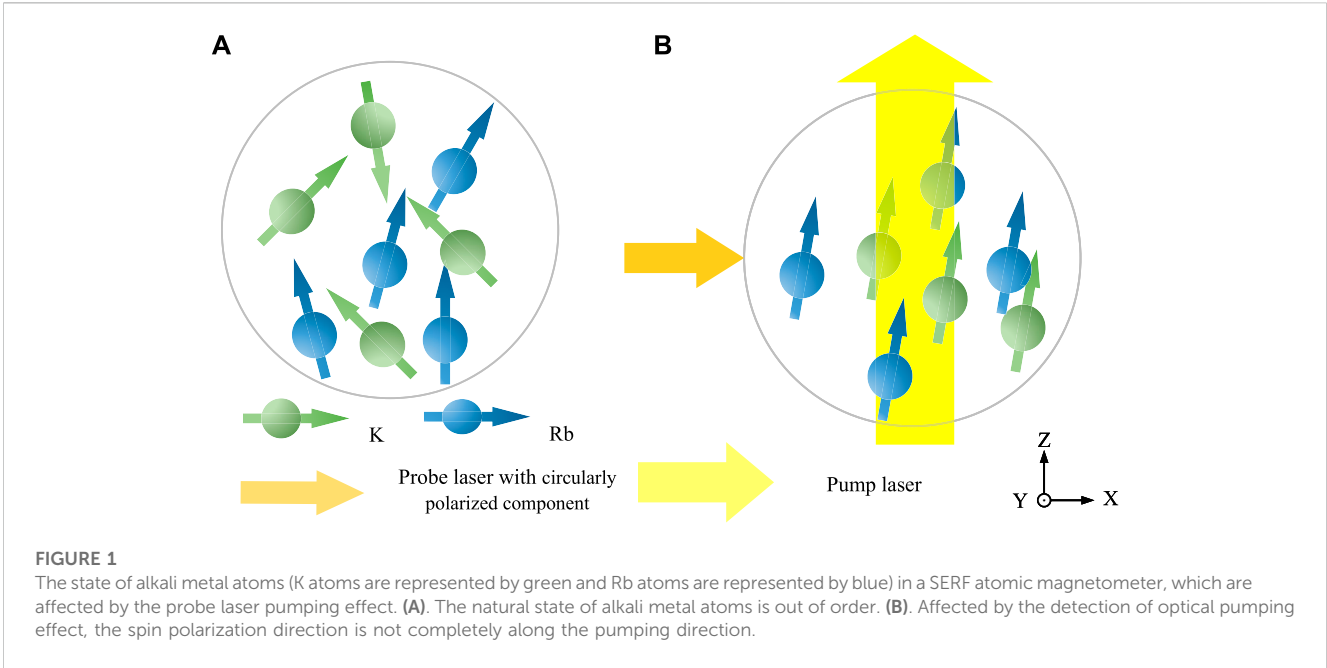 A
B
K
Rb
Probe laser with circularly
polarized component
Pump laser
Z
Y
X
FIGURE 1
The state of alkali metal atoms (K atoms are represented by green and Rb atoms are represented by blue) in a SERF atomic magnetometer, which are
affected by the probe laser pumping effect. (A). The natural state of alkali metal atoms is out of order. (B). Affected by the detection of optical pumping
effect, the spin polarization direction is not completely along the pumping direction.